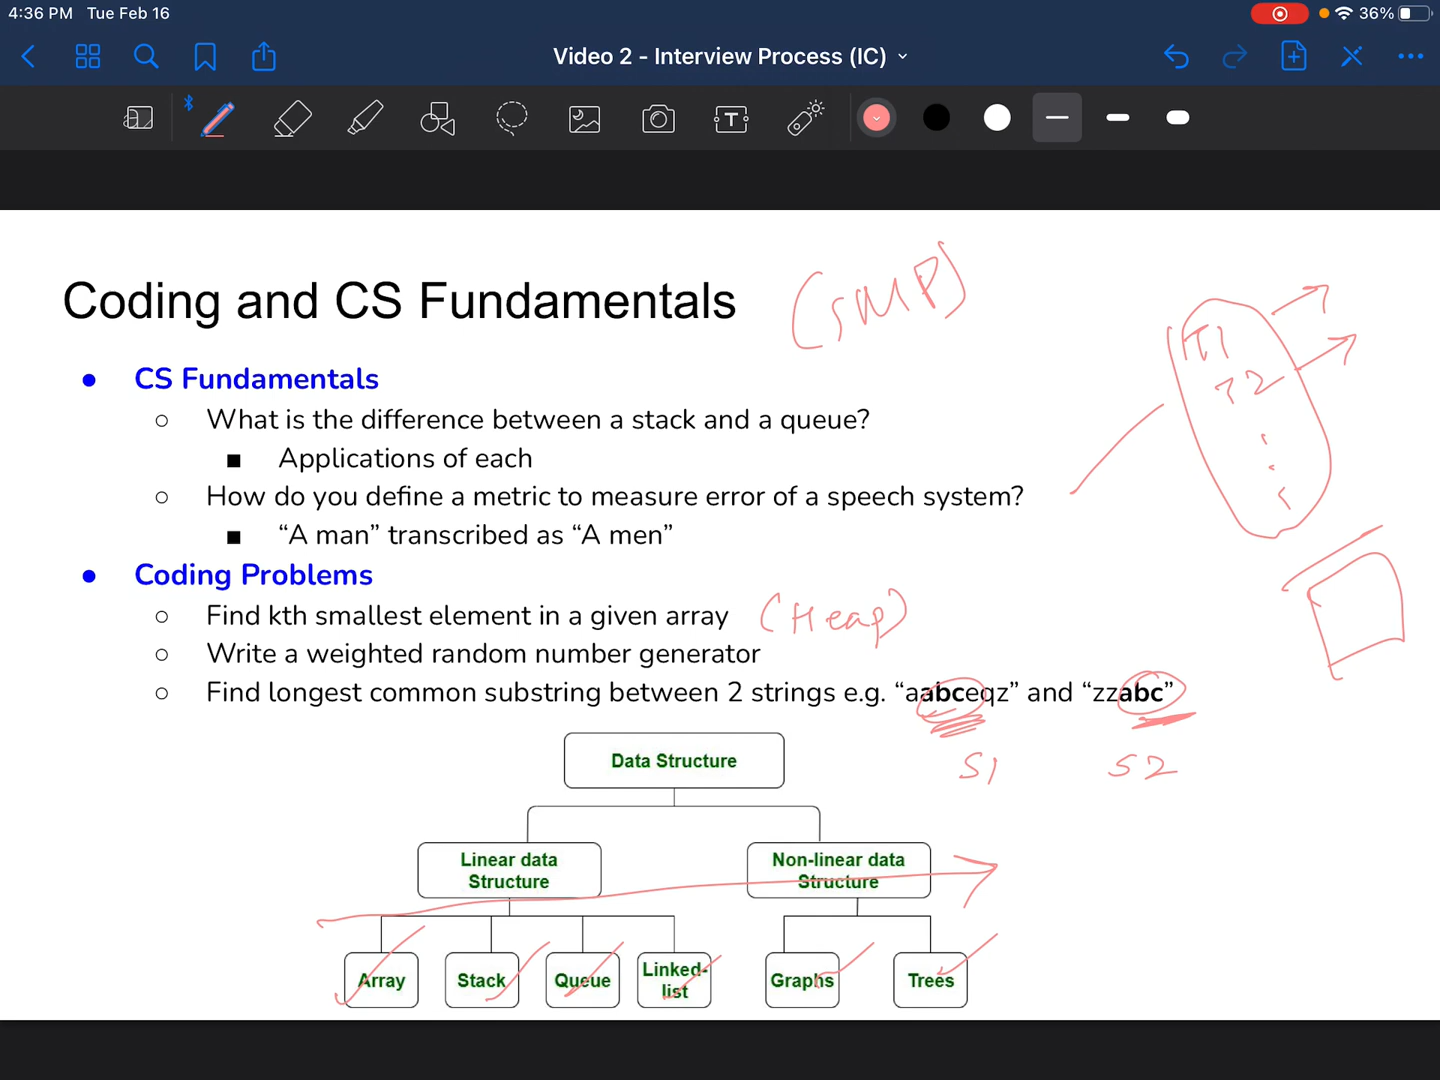 4:36 PM Tue Feb 16
36%
Video 2 - Interview Process (IC)
Coding and CS Fundamentals
(SMP)
T1
T2
● CS Fundamentals
○ What is the difference between a stack and a queue?
■ Applications of each
○ How do you define a metric to measure error of a speech system?
■ “A man” transcribed as “A men”
● Coding Problems
○ Find kth smallest element in a given array (Heap)
○ Write a weighted random number generator
○ Find longest common substring between 2 strings e.g. “aabceqz” and “zzabc”
S1 S2
Data Structure
Linear data
Structure
Non-linear data
Structure
Array
Stack
Queue
Linked-
list
Graphs
Trees